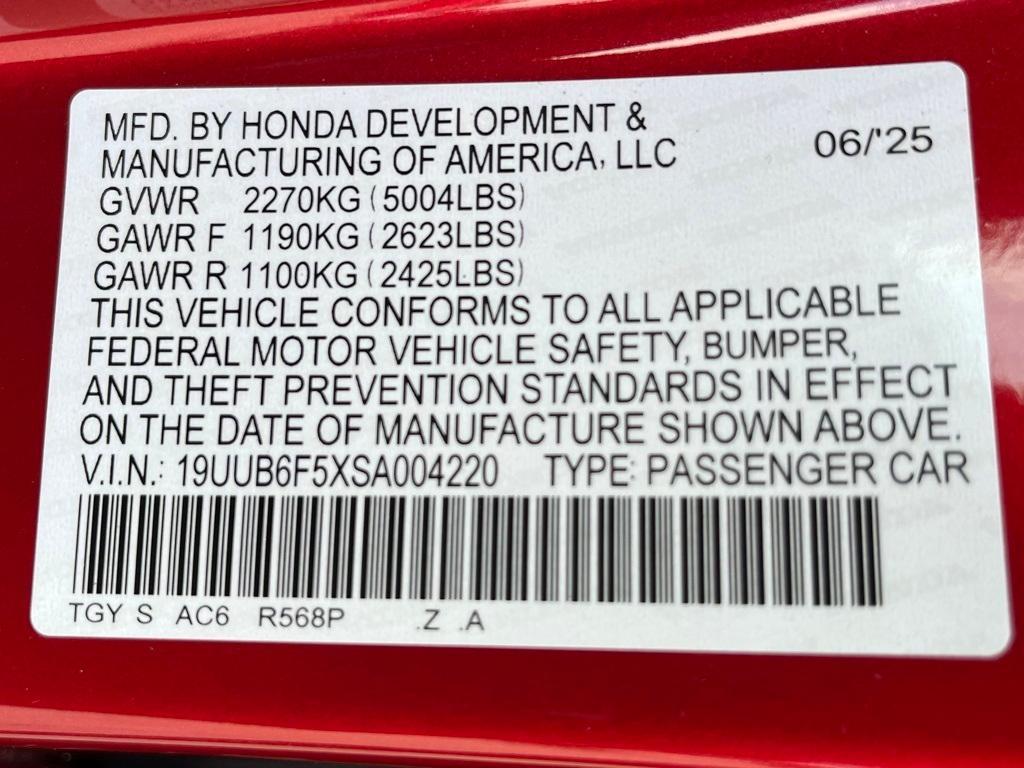 MFD. BY HONDA DEVELOPMENT &
MANUFACTURING OF AMERICA, LLC 06/'25
GVWR 2270KG (5004LBS)
GAWR F 1190KG (2623LBS)
GAWR R 1100KG (2425LBS)
THIS VEHICLE CONFORMS TO ALL APPLICABLE
FEDERAL MOTOR VEHICLE SAFETY, BUMPER,
AND THEFT PREVENTION STANDARDS IN EFFECT
ON THE DATE OF MANUFACTURE SHOWN ABOVE.
V.I.N.: 19UUB6F5XSA004220 TYPE: PASSENGER CAR
TGY S AC6 R568P .Z .A